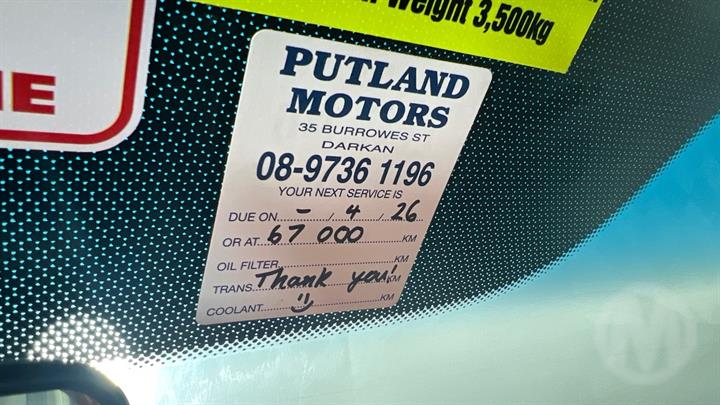 Weight 3,500kg
PUTLAND
MOTORS
35 BURROWES ST
DARKAN
08-9736 1196
YOUR NEXT SERVICE IS
DUE ON - / 4 / 26
OR AT 67 000 KM
OIL FILTER KM
TRANS. Thank you! KM
COOLANT KM
M